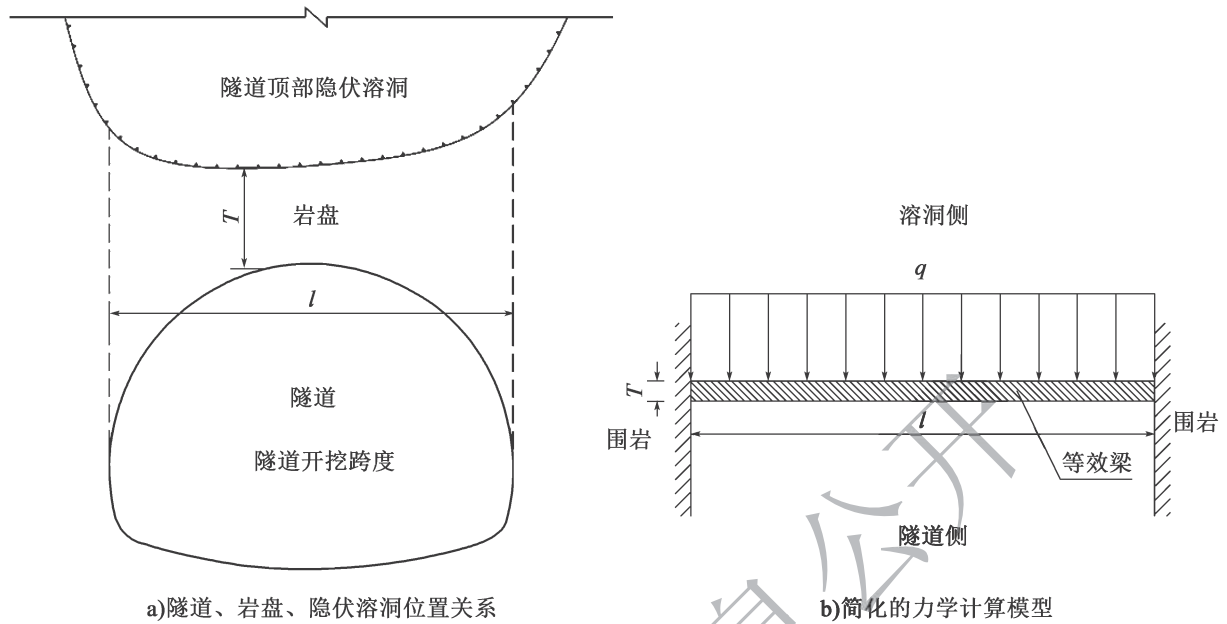 隧道顶部隐伏溶洞
T
岩盘
l
隧道
隧道开挖跨度
a)隧道、岩盘、隐伏溶洞位置关系
溶洞侧
q
T
围岩
l
围岩
等效梁
隧道侧
b)简化的力学计算模型
公开